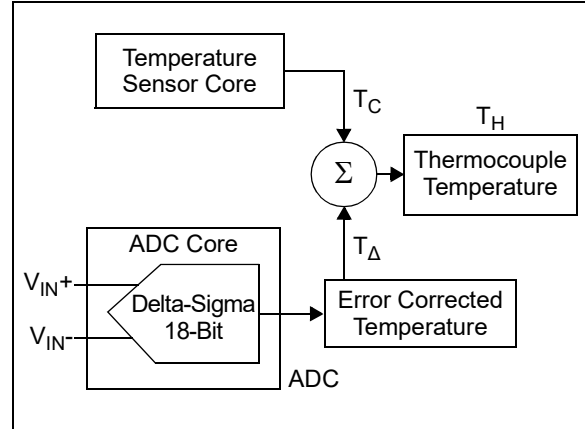 Temperature
Sensor Core
T_C
T_H
Σ
Thermocouple
Temperature
ADC Core
T_Δ
V_IN+
Delta-Sigma
18-Bit
V_IN-
Error Corrected
Temperature
ADC